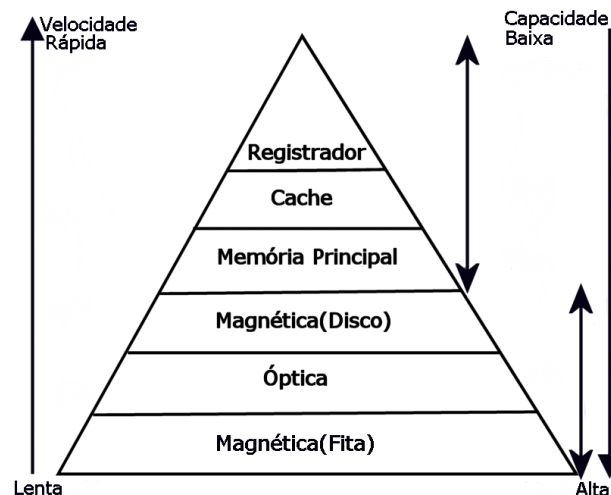 Velocidade
Rápida
Capacidade
Baixa
Registrador
Cache
Memória Principal
Magnética(Disco)
Óptica
Magnética(Fita)
Lenta
Alta